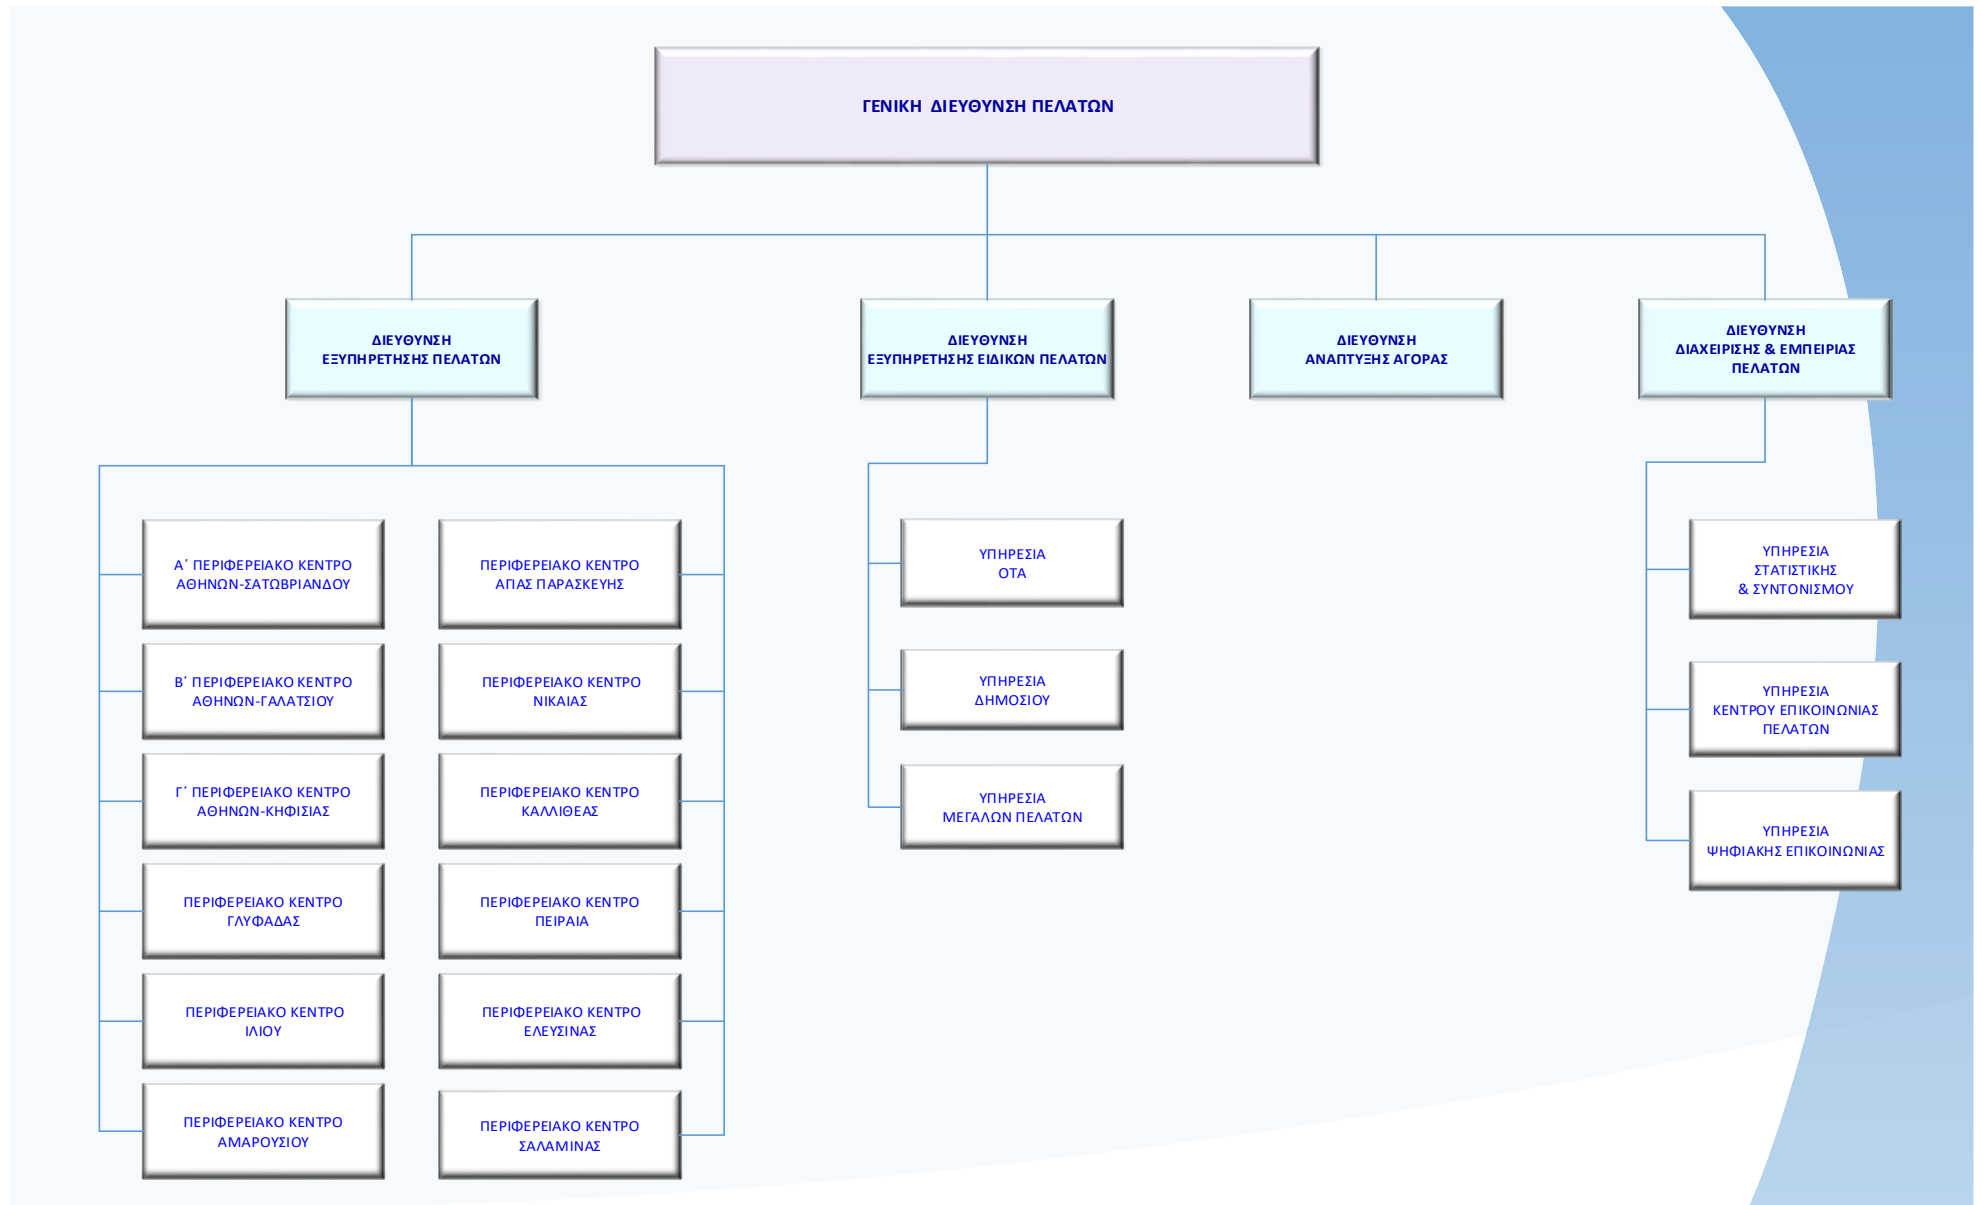 ΓΕΝΙΚΗ ΔΙΕΥΘΥΝΣΗ ΠΕΛΑΤΩΝ
ΔΙΕΥΘΥΝΣΗ
ΕΞΥΠΗΡΕΤΗΣΗΣ ΠΕΛΑΤΩΝ
ΔΙΕΥΘΥΝΣΗ
ΕΞΥΠΗΡΕΤΗΣΗΣ ΕΙΔΙΚΩΝ ΠΕΛΑΤΩΝ
ΔΙΕΥΘΥΝΣΗ
ΑΝΑΠΤΥΞΗΣ ΑΓΟΡΑΣ
ΔΙΕΥΘΥΝΣΗ
ΔΙΑΧΕΙΡΙΣΗΣ & ΕΜΠΕΙΡΙΑΣ
ΠΕΛΑΤΩΝ
Α΄ ΠΕΡΙΦΕΡΕΙΑΚΟ ΚΕΝΤΡΟ
ΑΘΗΝΩΝ-ΣΑΤΩΒΡΙΑΝΔΟΥ
Β΄ ΠΕΡΙΦΕΡΕΙΑΚΟ ΚΕΝΤΡΟ
ΑΘΗΝΩΝ-ΓΑΛΑΤΣΙΟΥ
Γ΄ ΠΕΡΙΦΕΡΕΙΑΚΟ ΚΕΝΤΡΟ
ΑΘΗΝΩΝ-ΚΗΦΙΣΙΑΣ
ΠΕΡΙΦΕΡΕΙΑΚΟ ΚΕΝΤΡΟ
ΓΛΥΦΑΔΑΣ
ΠΕΡΙΦΕΡΕΙΑΚΟ ΚΕΝΤΡΟ
ΙΛΙΟΥ
ΠΕΡΙΦΕΡΕΙΑΚΟ ΚΕΝΤΡΟ
ΑΜΑΡΟΥΣΙΟΥ
ΠΕΡΙΦΕΡΕΙΑΚΟ ΚΕΝΤΡΟ
ΑΓΙΑΣ ΠΑΡΑΣΚΕΥΗΣ
ΠΕΡΙΦΕΡΕΙΑΚΟ ΚΕΝΤΡΟ
ΝΙΚΑΙΑΣ
ΠΕΡΙΦΕΡΕΙΑΚΟ ΚΕΝΤΡΟ
ΚΑΛΛΙΘΕΑΣ
ΠΕΡΙΦΕΡΕΙΑΚΟ ΚΕΝΤΡΟ
ΠΕΙΡΑΙΑ
ΠΕΡΙΦΕΡΕΙΑΚΟ ΚΕΝΤΡΟ
ΕΛΕΥΣΙΝΑΣ
ΠΕΡΙΦΕΡΕΙΑΚΟ ΚΕΝΤΡΟ
ΣΑΛΑΜΙΝΑΣ
ΥΠΗΡΕΣΙΑ
ΟΤΑ
ΥΠΗΡΕΣΙΑ
ΔΗΜΟΣΙΟΥ
ΥΠΗΡΕΣΙΑ
ΜΕΓΑΛΩΝ ΠΕΛΑΤΩΝ
ΥΠΗΡΕΣΙΑ
ΣΤΑΤΙΣΤΙΚΗΣ
& ΣΥΝΤΟΝΙΣΜΟΥ
ΥΠΗΡΕΣΙΑ
ΚΕΝΤΡΟΥ ΕΠΙΚΟΙΝΩΝΙΑΣ
ΠΕΛΑΤΩΝ
ΥΠΗΡΕΣΙΑ
ΨΗΦΙΑΚΗΣ ΕΠΙΚΟΙΝΩΝΙΑΣ